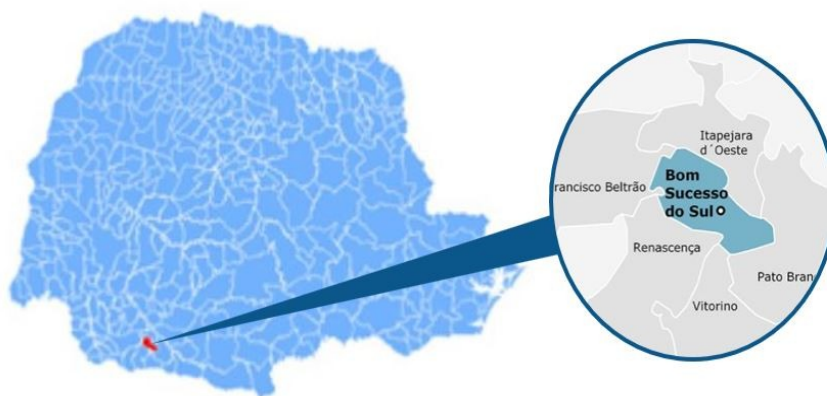 Itapejara
d´Oeste
Bom
Sucesso
do Sul
rancisco Beltrão
Renascença
Pato Bran
Vitorino